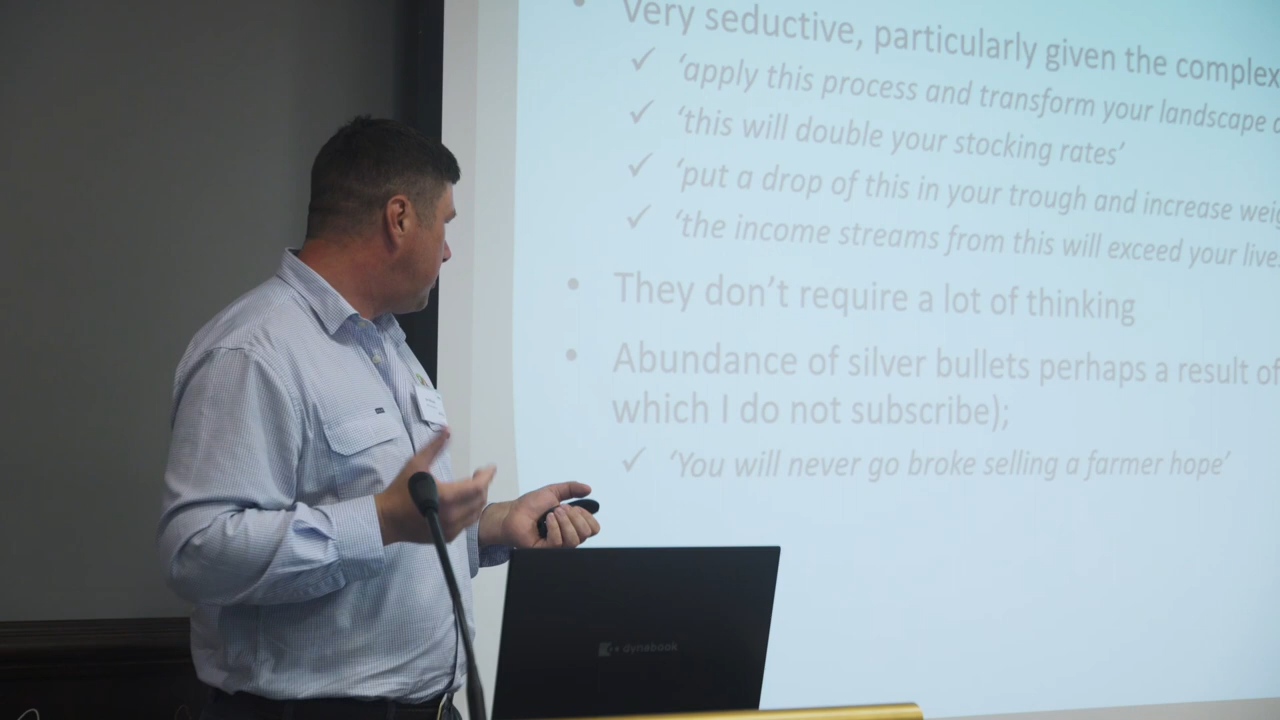 Very seductive, particularly given the complex
‘apply this process and transform your landscape
‘this will double your stocking rates’
‘put a drop of this in your trough and increase
‘the income streams from this will exceed your
They don’t require a lot of thinking
Abundance of silver bullets perhaps a result of
which I do not subscribe);
‘You will never go broke selling a farmer hope’
dynabook